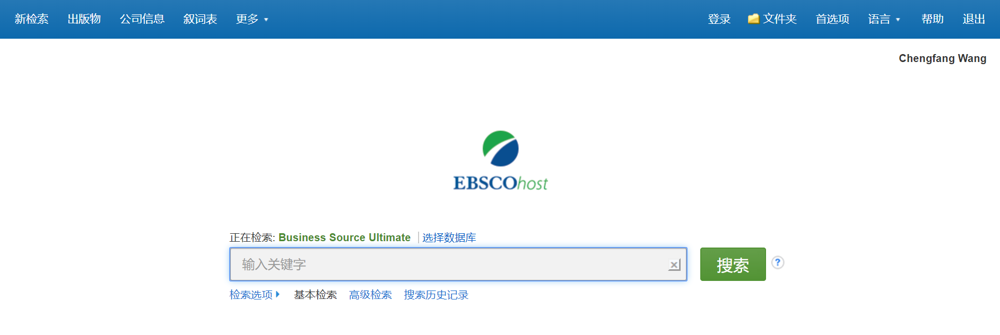 新检索 出版物 公司信息 叙词表 更多 登录 文件夹 首选项 语言 帮助 退出
Chengfang Wang
EBSCOhost
正在检索: Business Source Ultimate 选择数据库
输入关键字 搜索 ?
检索选项 基本检索 高级检索 搜索历史记录